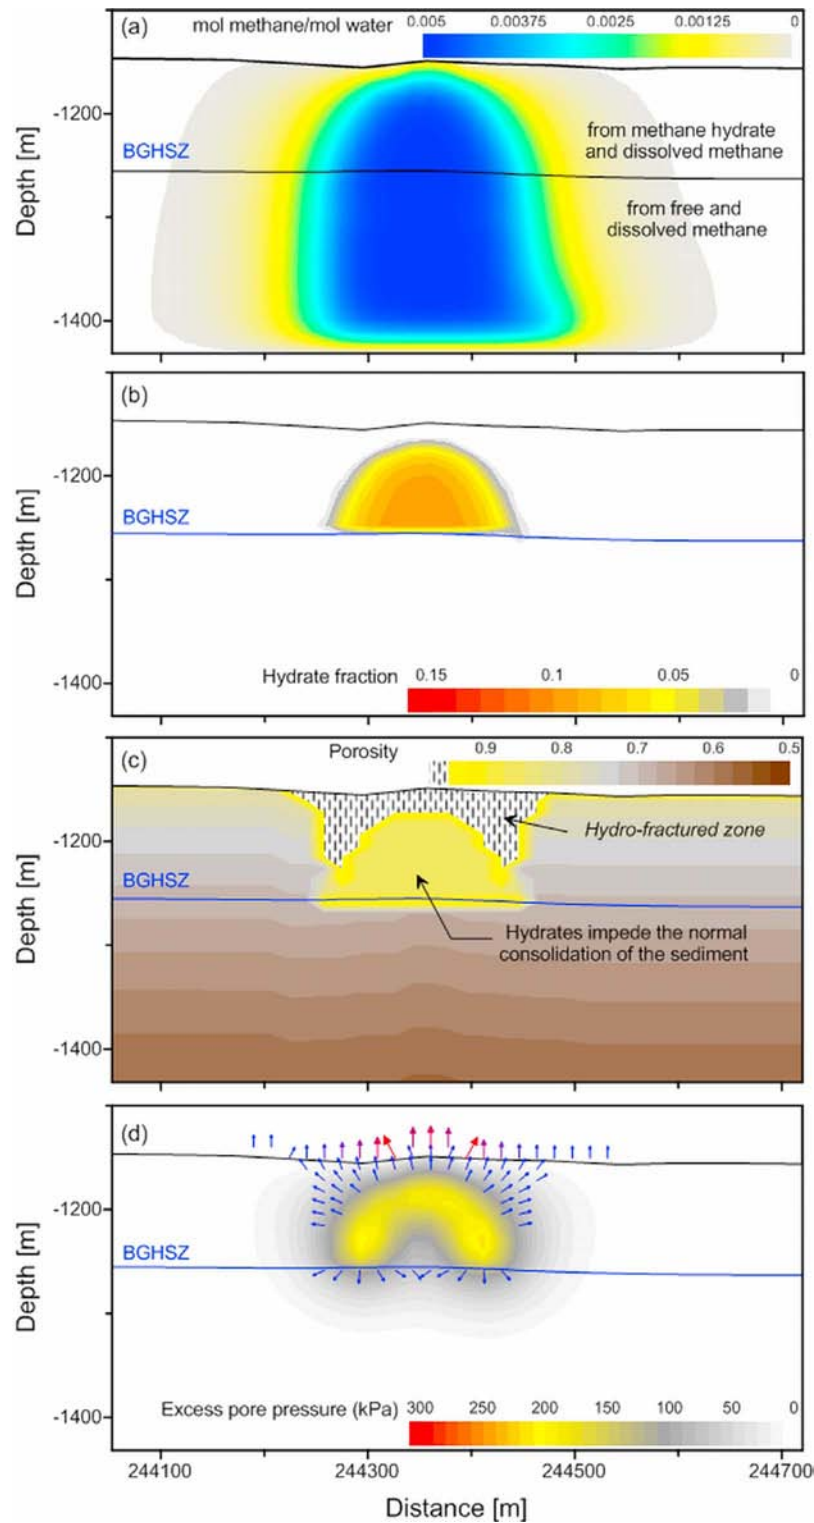 (a)
mol methane/mol water
0.005 0.00375 0.0025 0.00125 0
-1200
BGHSZ
from methane hydrate
and dissolved methane
from free and
dissolved methane
Depth [m]
-1400
(b)
-1200
BGHSZ
Depth [m]
Hydrate fraction
0.15 0.1 0.05 0
-1400
(c)
Porosity
0.9 0.8 0.7 0.6 0.5
-1200
Hydro-fractured zone
BGHSZ
Hydrates impede the normal
consolidation of the sediment
Depth [m]
-1400
(d)
-1200
BGHSZ
Depth [m]
Excess pore pressure (kPa)
300 250 200 150 100 50 0
-1400
244100 244300 244500 244700
Distance [m]